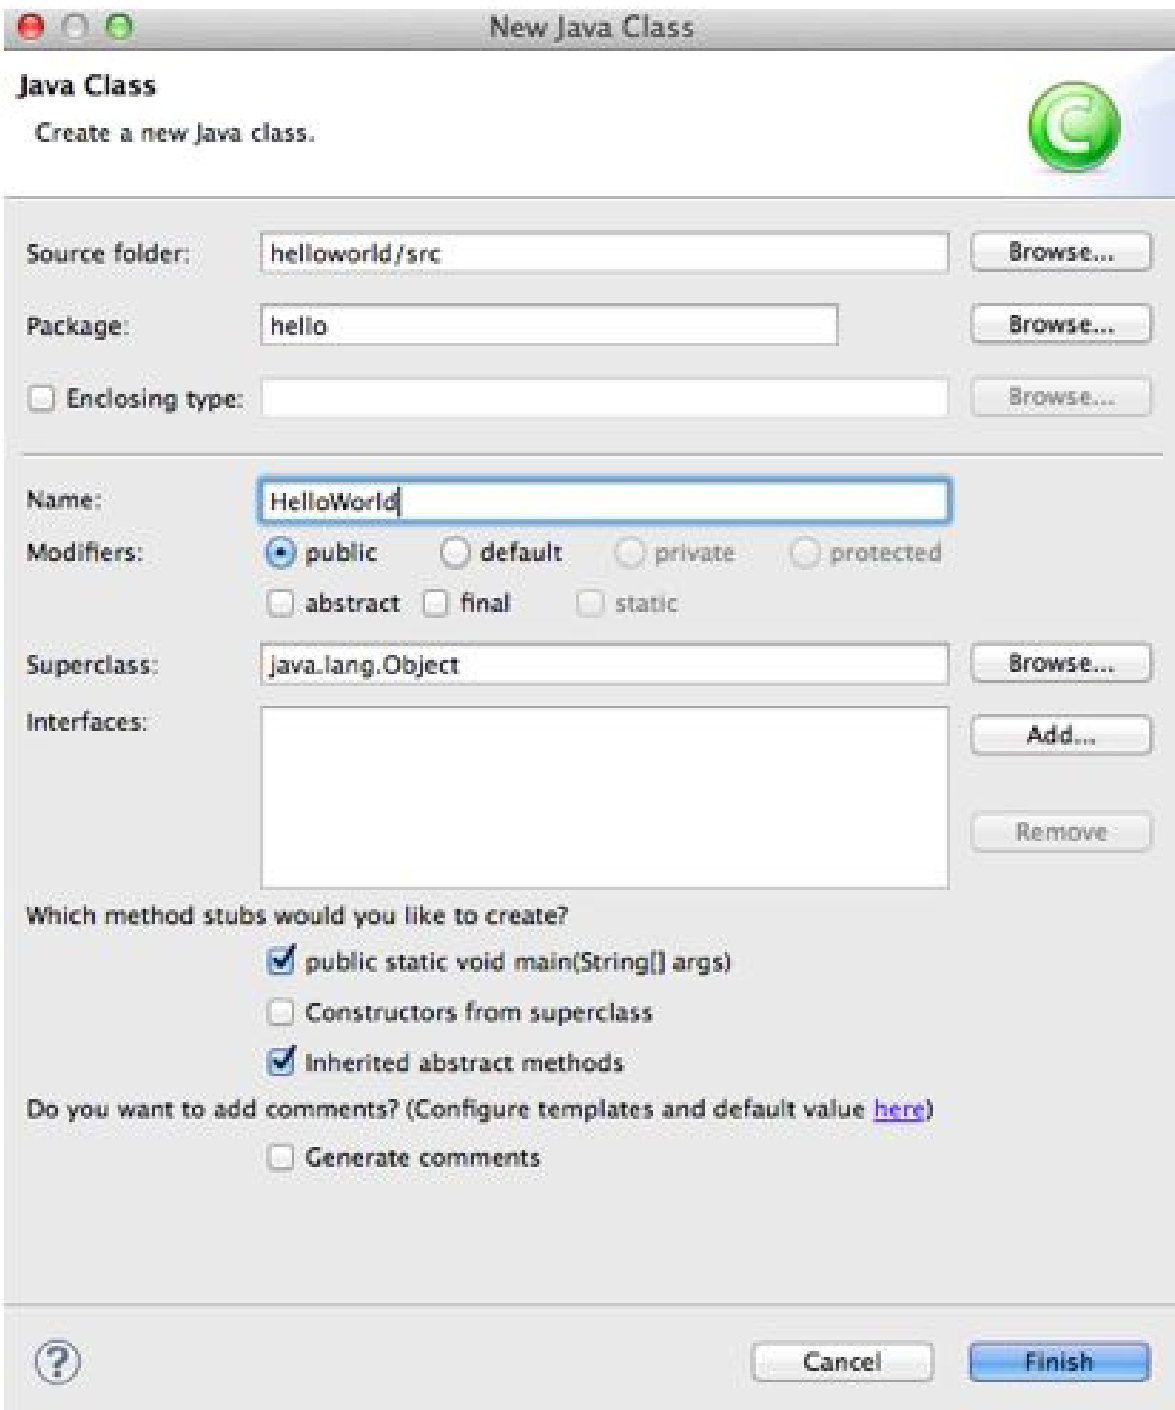 New Java Class
Java Class
Create a new Java class.
C
Source folder: helloworld/src Browse...
Package: hello Browse...
Enclosing type: Browse...
Name: HelloWorld
Modifiers: public default private protected
abstract final static
Superclass: java.lang.Object Browse...
Interfaces: Add...
Remove
Which method stubs would you like to create?
public static void main(String[] args)
Constructors from superclass
Inherited abstract methods
Do you want to add comments? (Configure templates and default value here)
Generate comments
? Cancel Finish